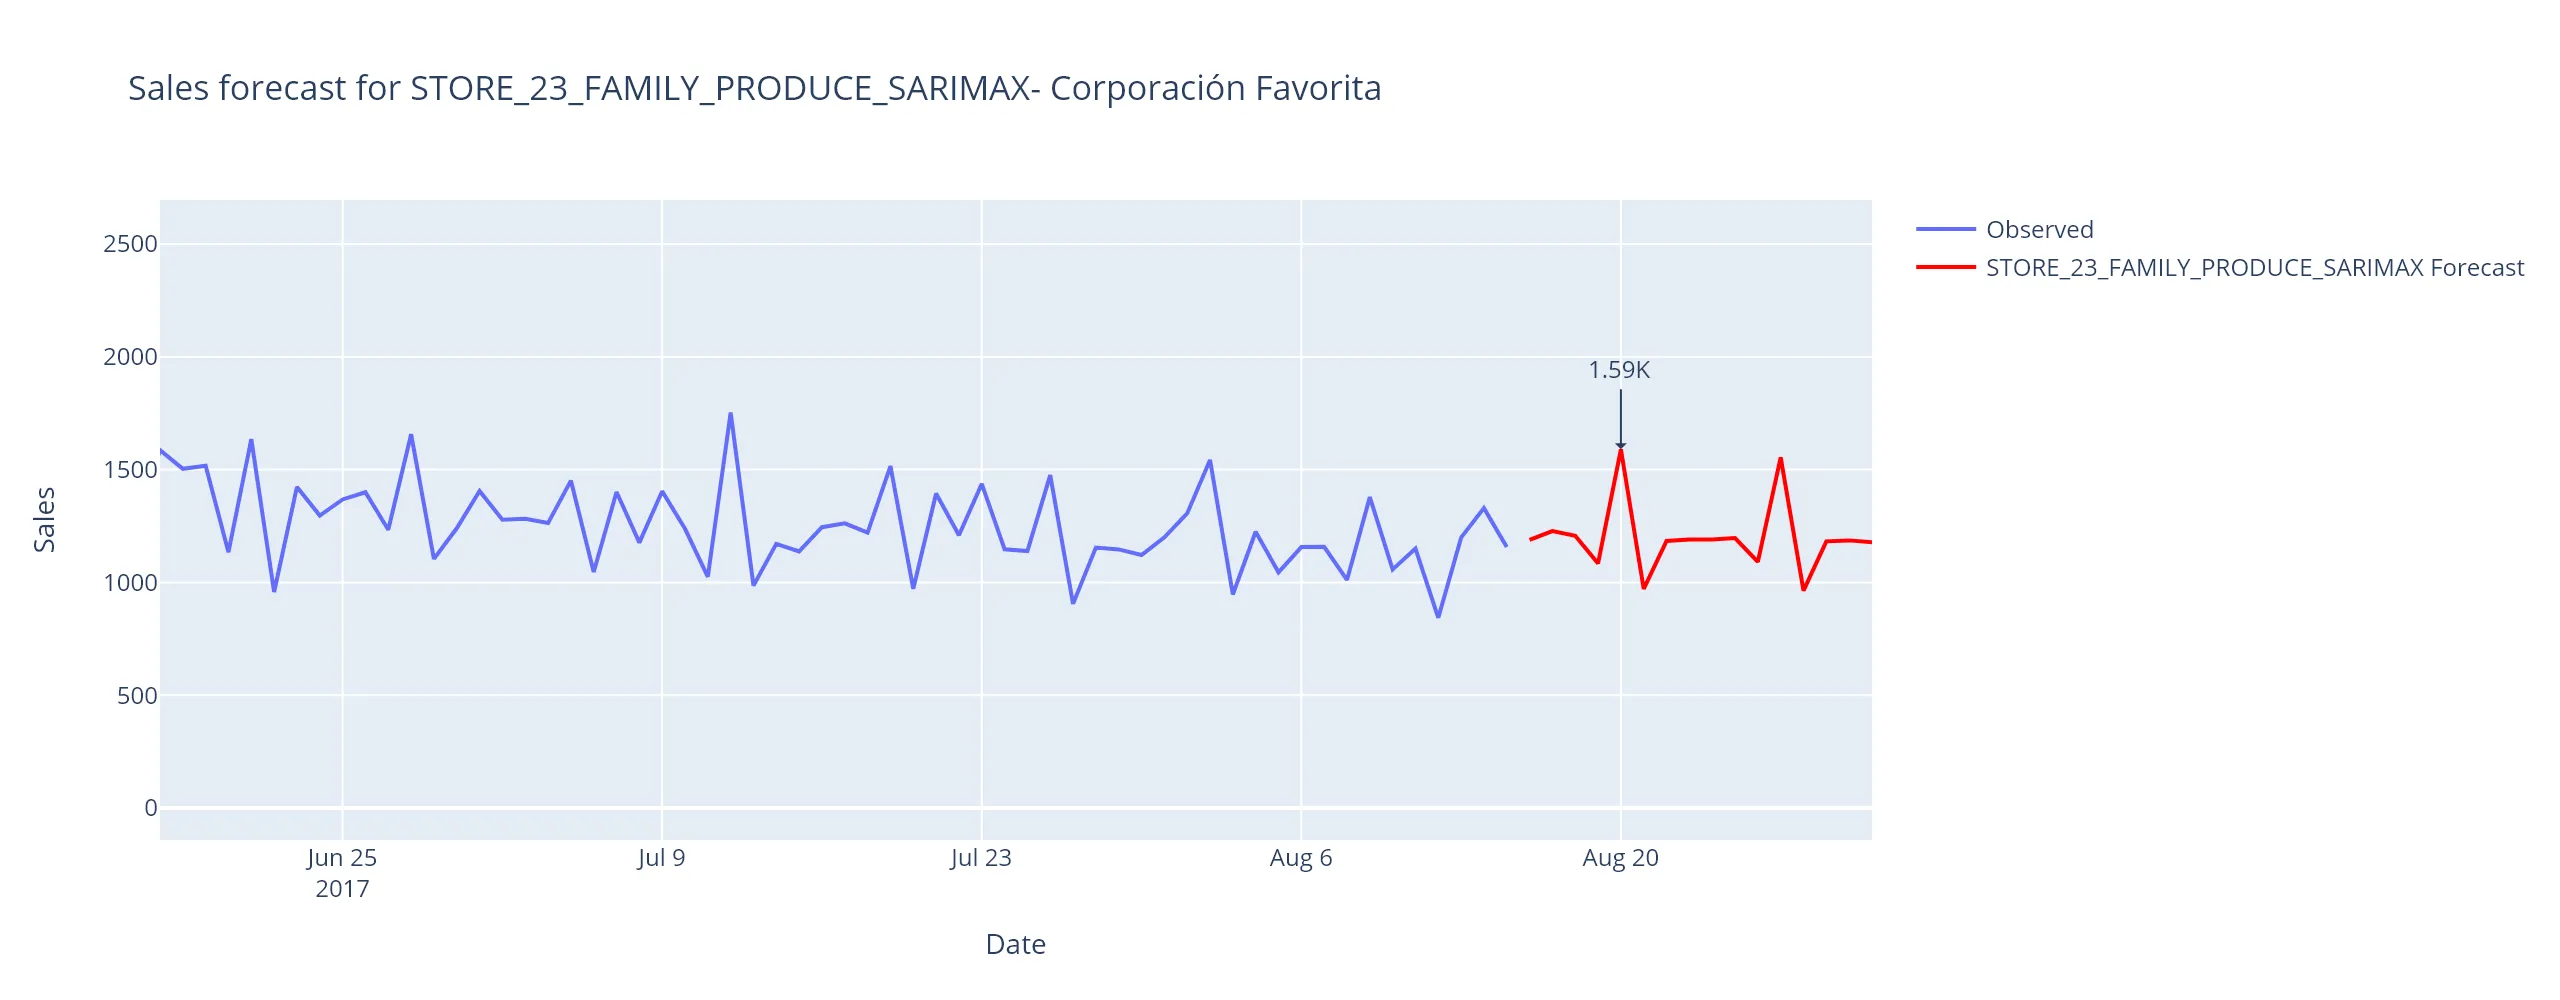 Sales forecast for STORE_23_FAMILY_PRODUCE_SARIMAX- Corporación Favorita
Observed
STORE_23_FAMILY_PRODUCE_SARIMAX Forecast
2500
2000
1500
1000
500
0
Sales
1.59K
Jun 25
2017
Jul 9
Jul 23
Aug 6
Aug 20
Date